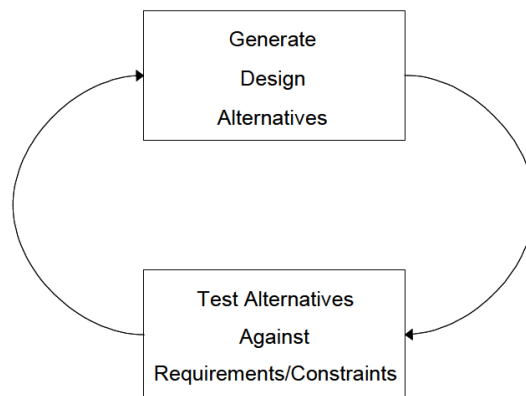 Generate
Design
Alternatives
Test Alternatives
Against
Requirements/Constraints